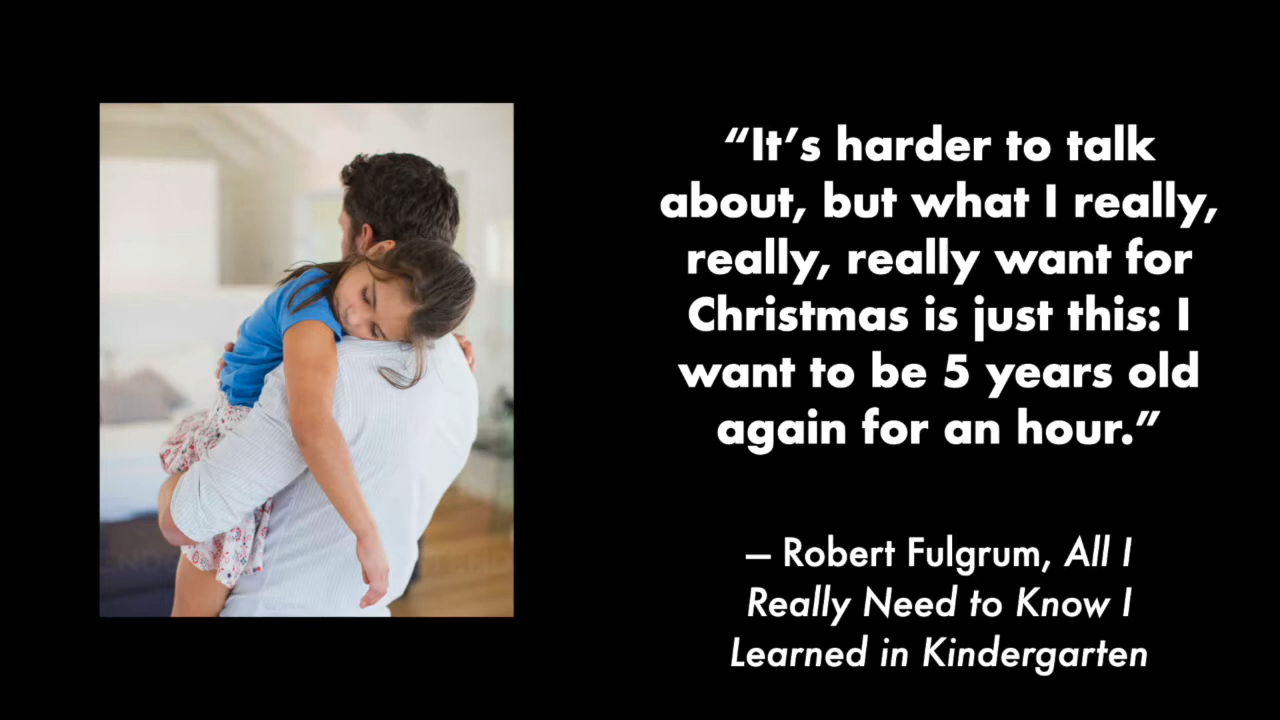 “It’s harder to talk
about, but what I really,
really, really want for
Christmas is just this: I
want to be 5 years old
again for an hour.”
– Robert Fulgrum, All I
Really Need to Know I
Learned in Kindergarten